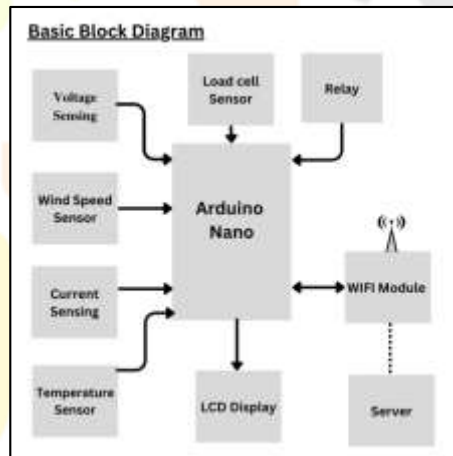 Basic Block Diagram
Voltage
Sensing
Load cell
Sensor
Relay
Wind Speed
Sensor
Arduino
Nano
Current
Sensing
WIFI Module
Temperature
Sensor
LCD Display
Server